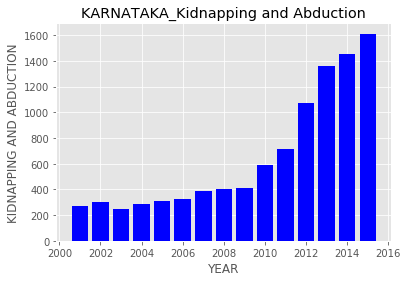 KARNATAKA_Kidnapping and Abduction
KIDNAPPING AND ABDUCTION
1600
1400
1200
1000
800
600
400
200
0
2000 2002 2004 2006 2008 2010 2012 2014 2016
YEAR